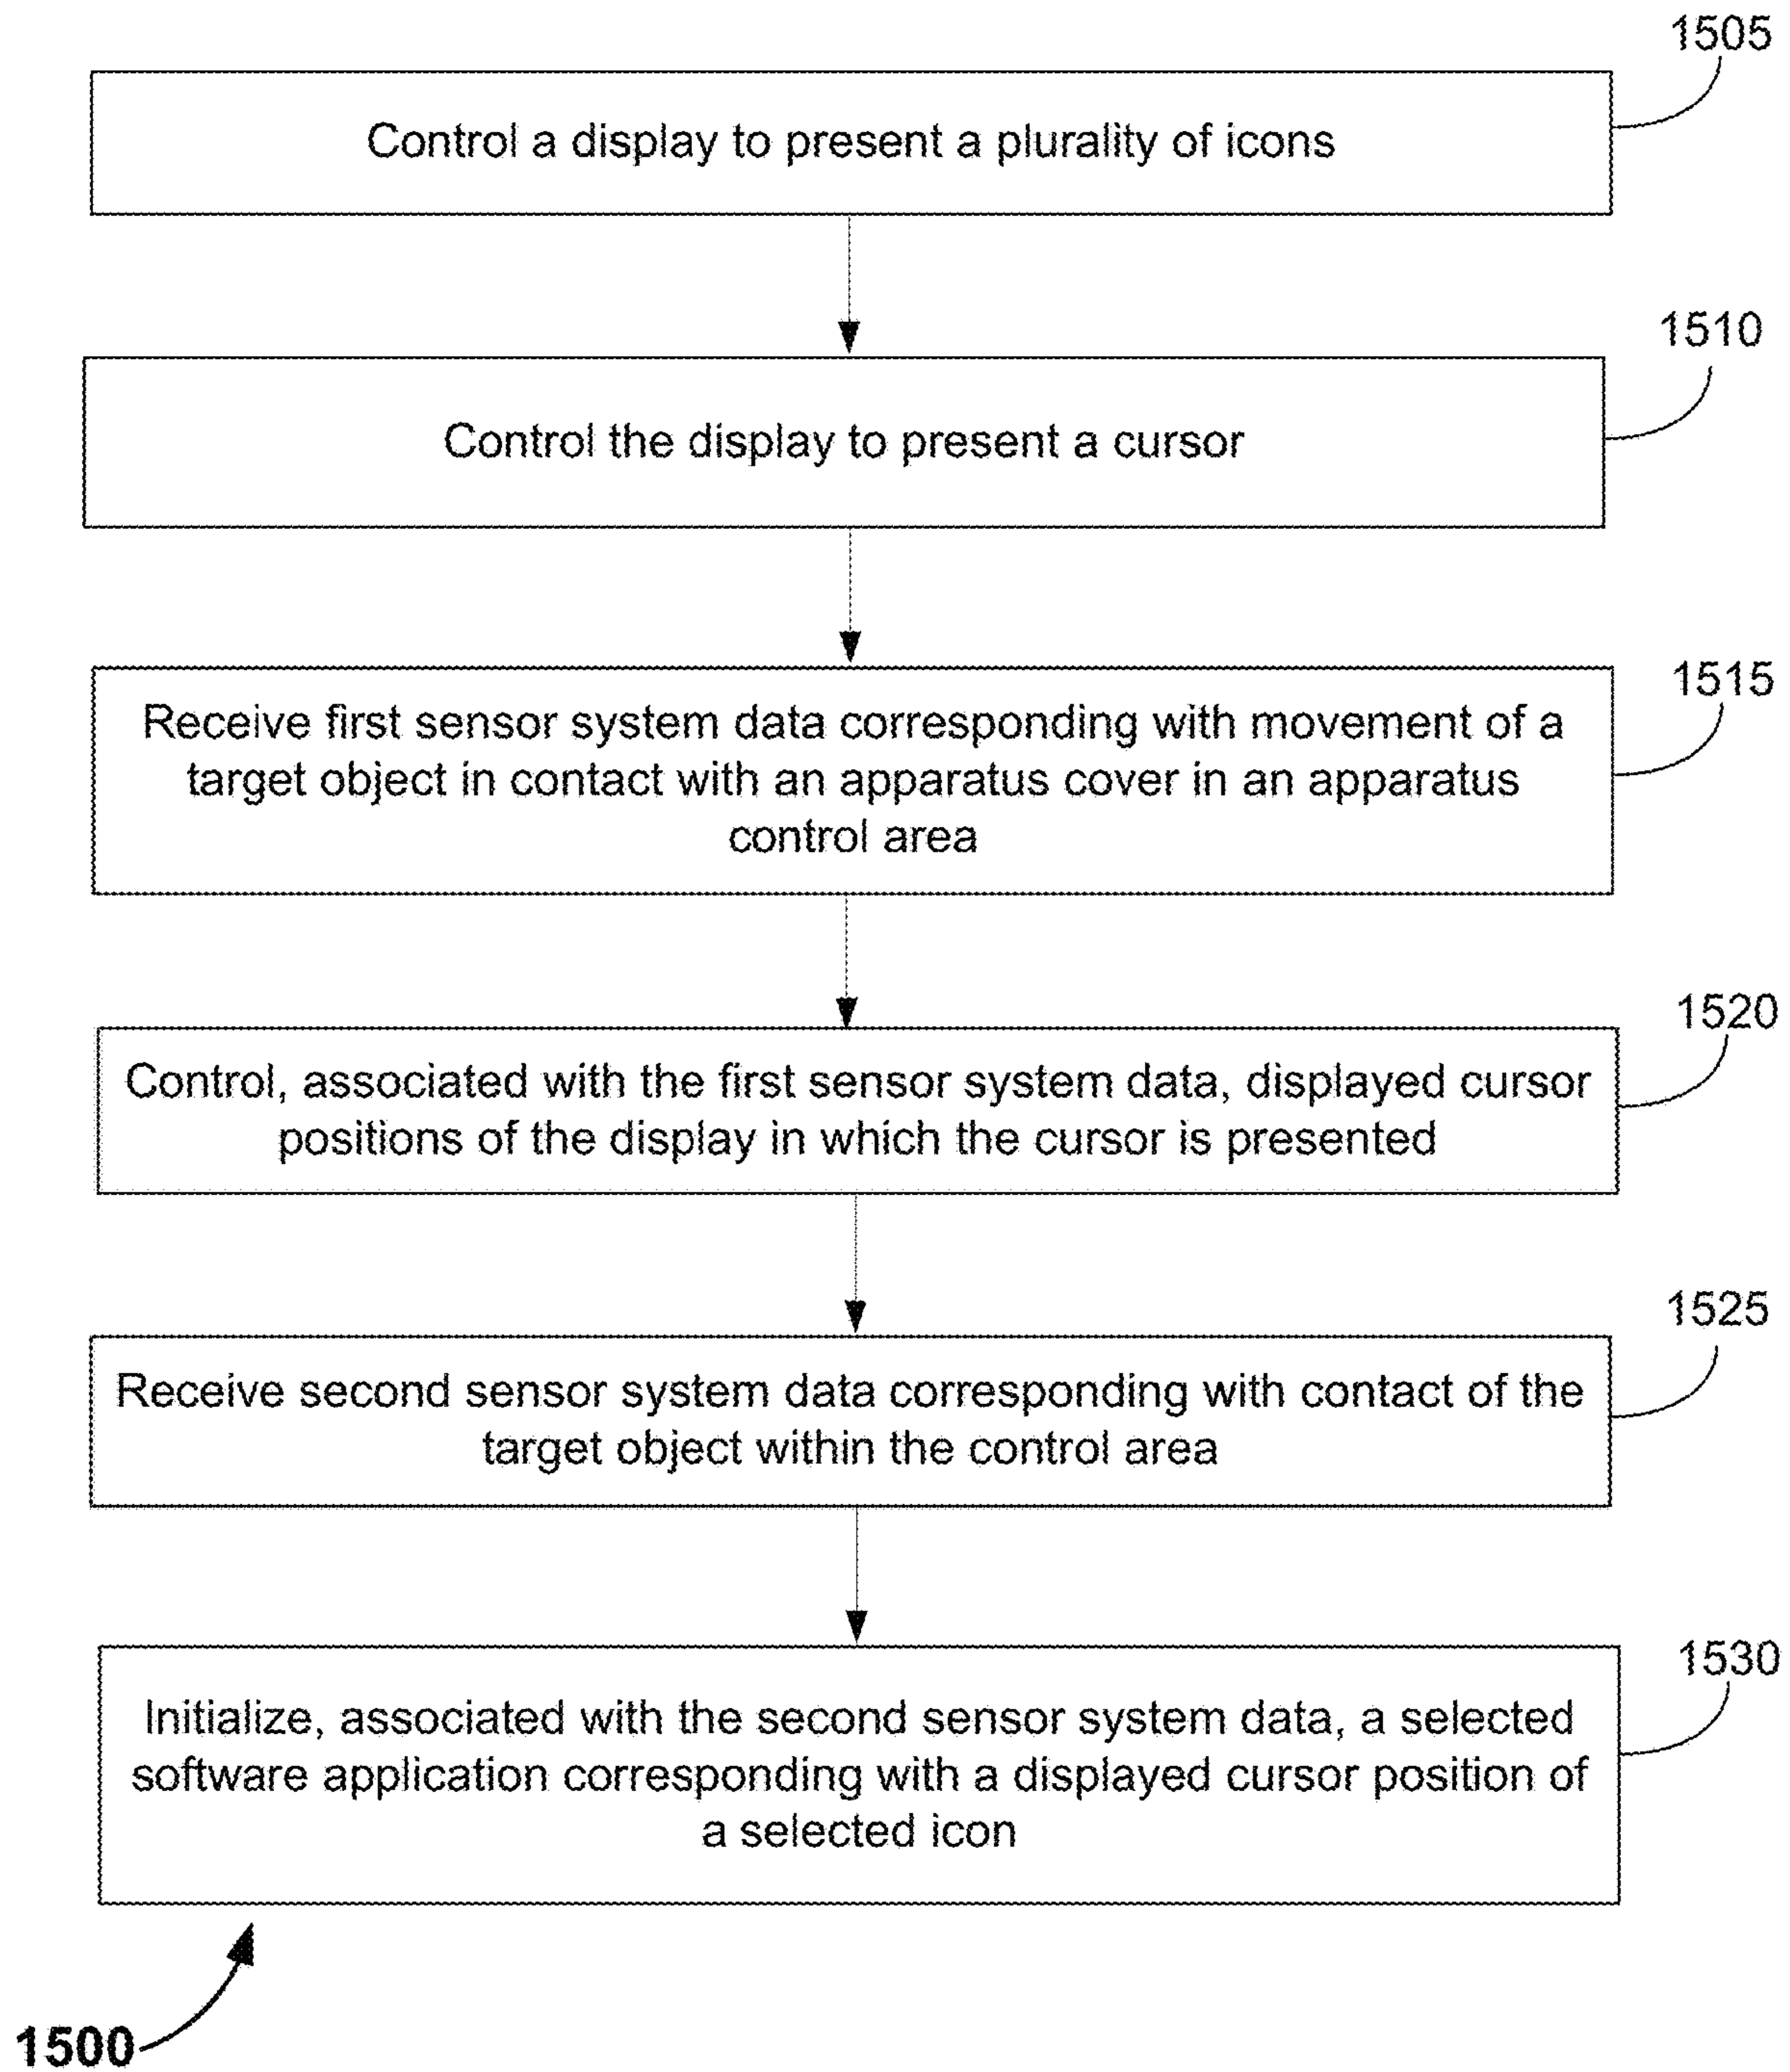 1505
Control a display to present a plurality of icons
1510
Control the display to present a cursor
1515
Receive first sensor system data corresponding with movement of a
target object in contact with an apparatus cover in an apparatus
control area
1520
Control, associated with the first sensor system data, displayed cursor
positions of the display in which the cursor is presented
1525
Receive second sensor system data corresponding with contact of the
target object within the control area
1530
Initialize, associated with the second sensor system data, a selected
software application corresponding with a displayed cursor position of
a selected icon
1500